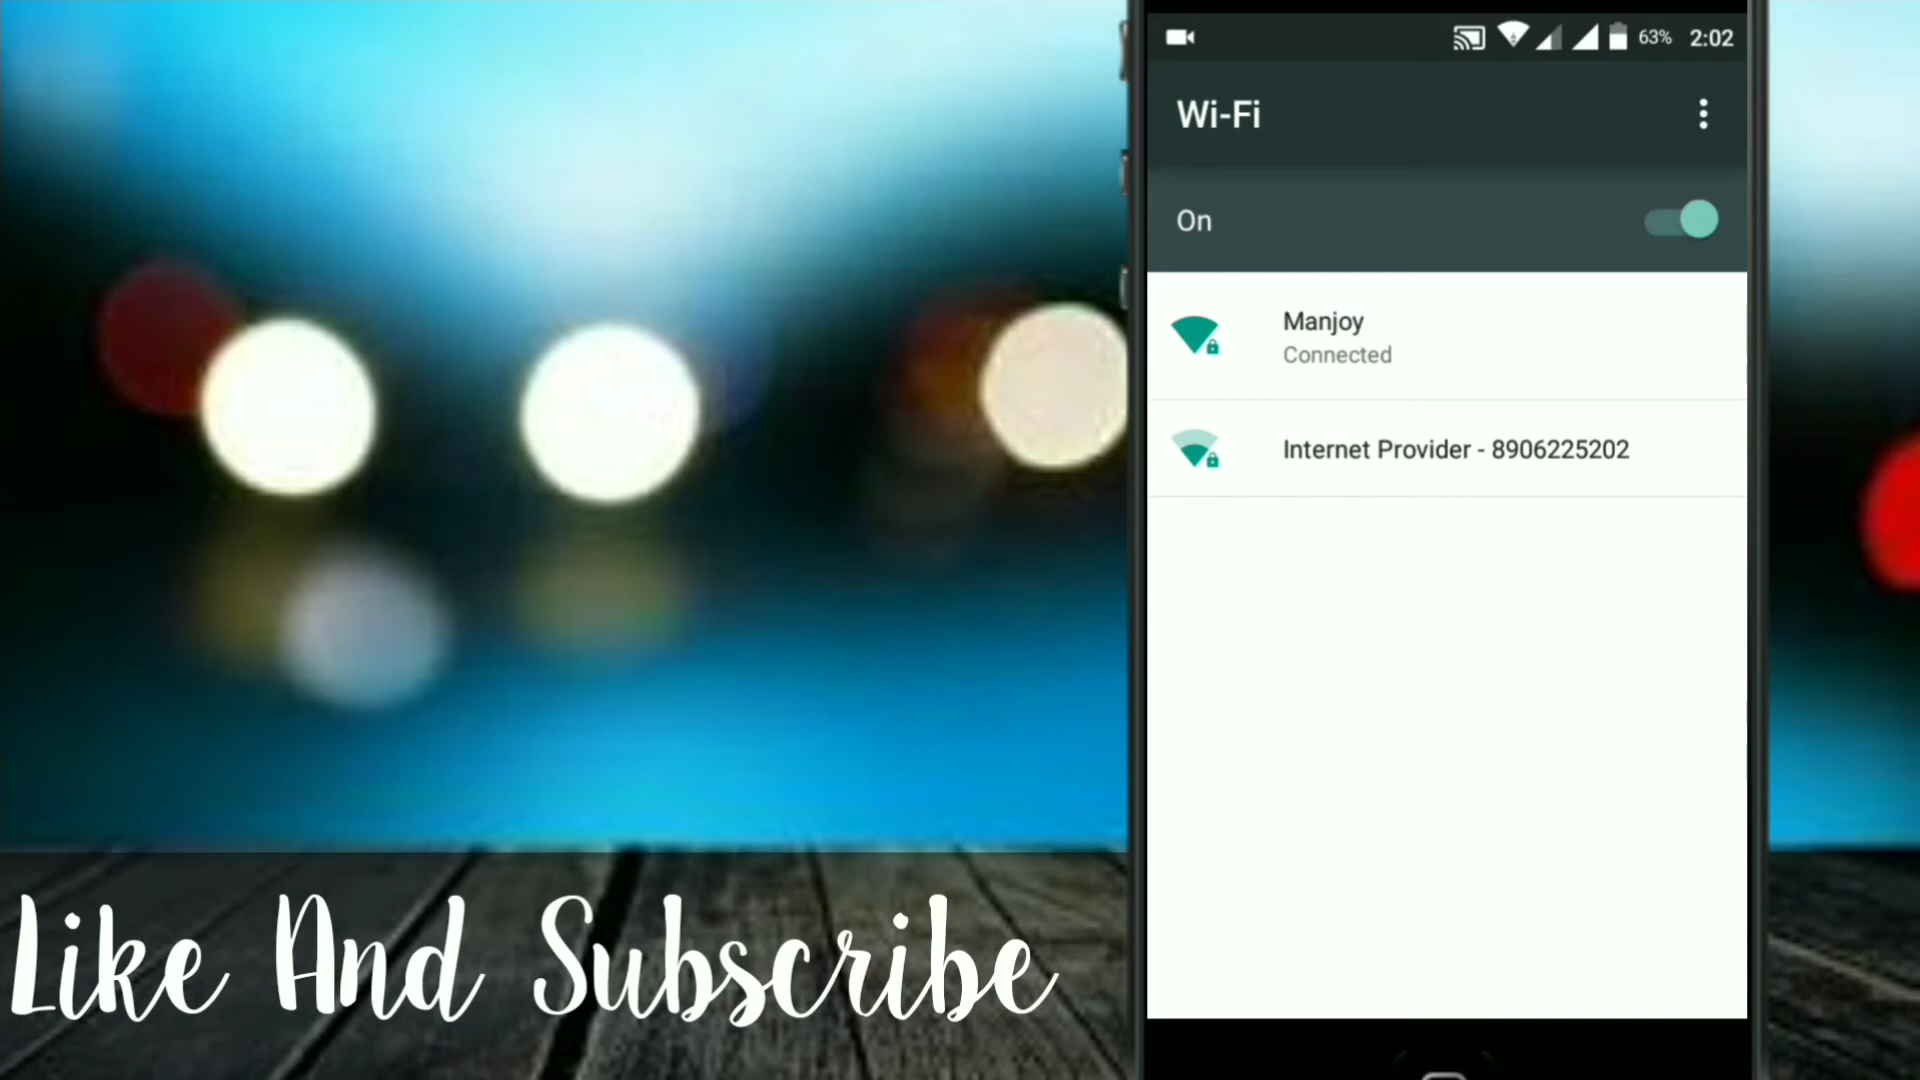 63% 2:02
Wi-Fi
On
Manjoy
Connected
Internet Provider - 8906225202
Like And Subscribe